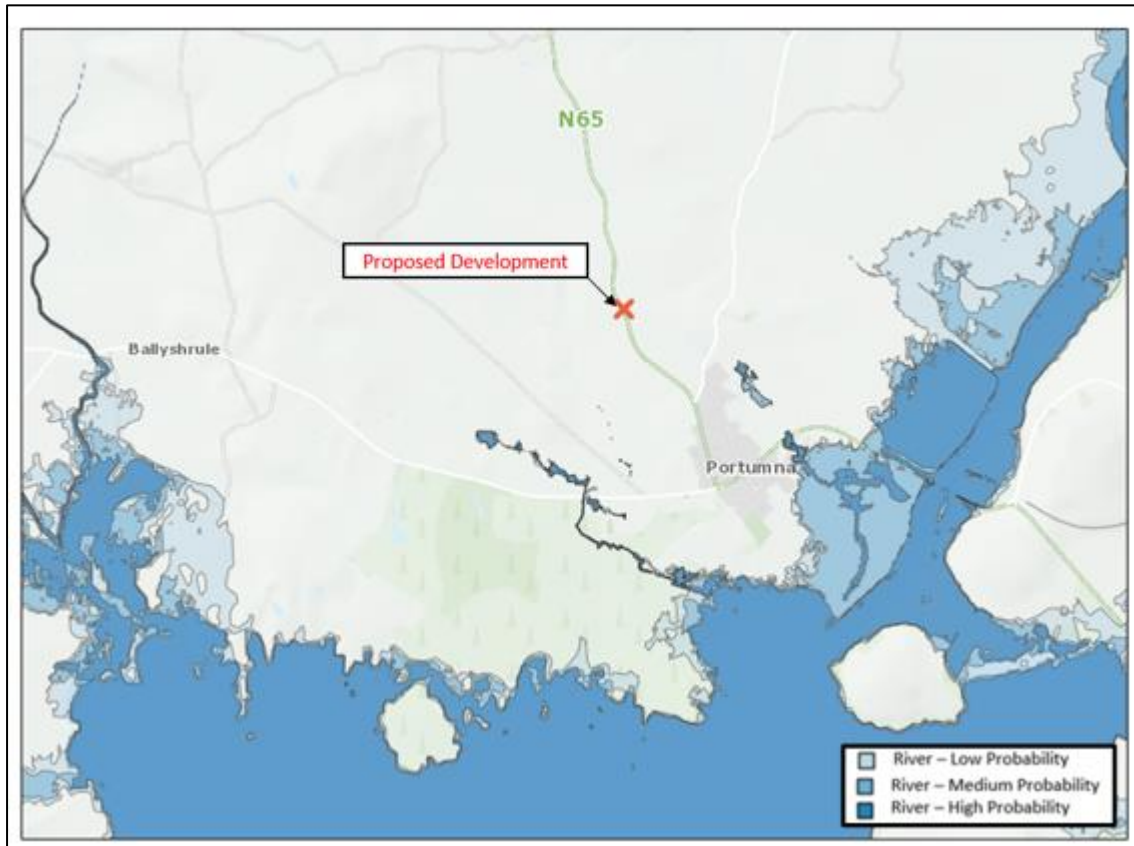 N65
Proposed Development
Ballyshrule
Portumna
River – Low Probability
River – Medium Probability
River – High Probability